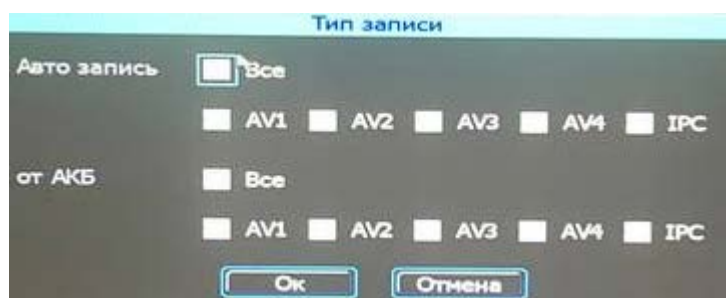 Тип записи
Авто запись Все
AV1 AV2 AV3 AV4 IPC
от АКБ Все
AV1 AV2 AV3 AV4 IPC
Ок Отмена